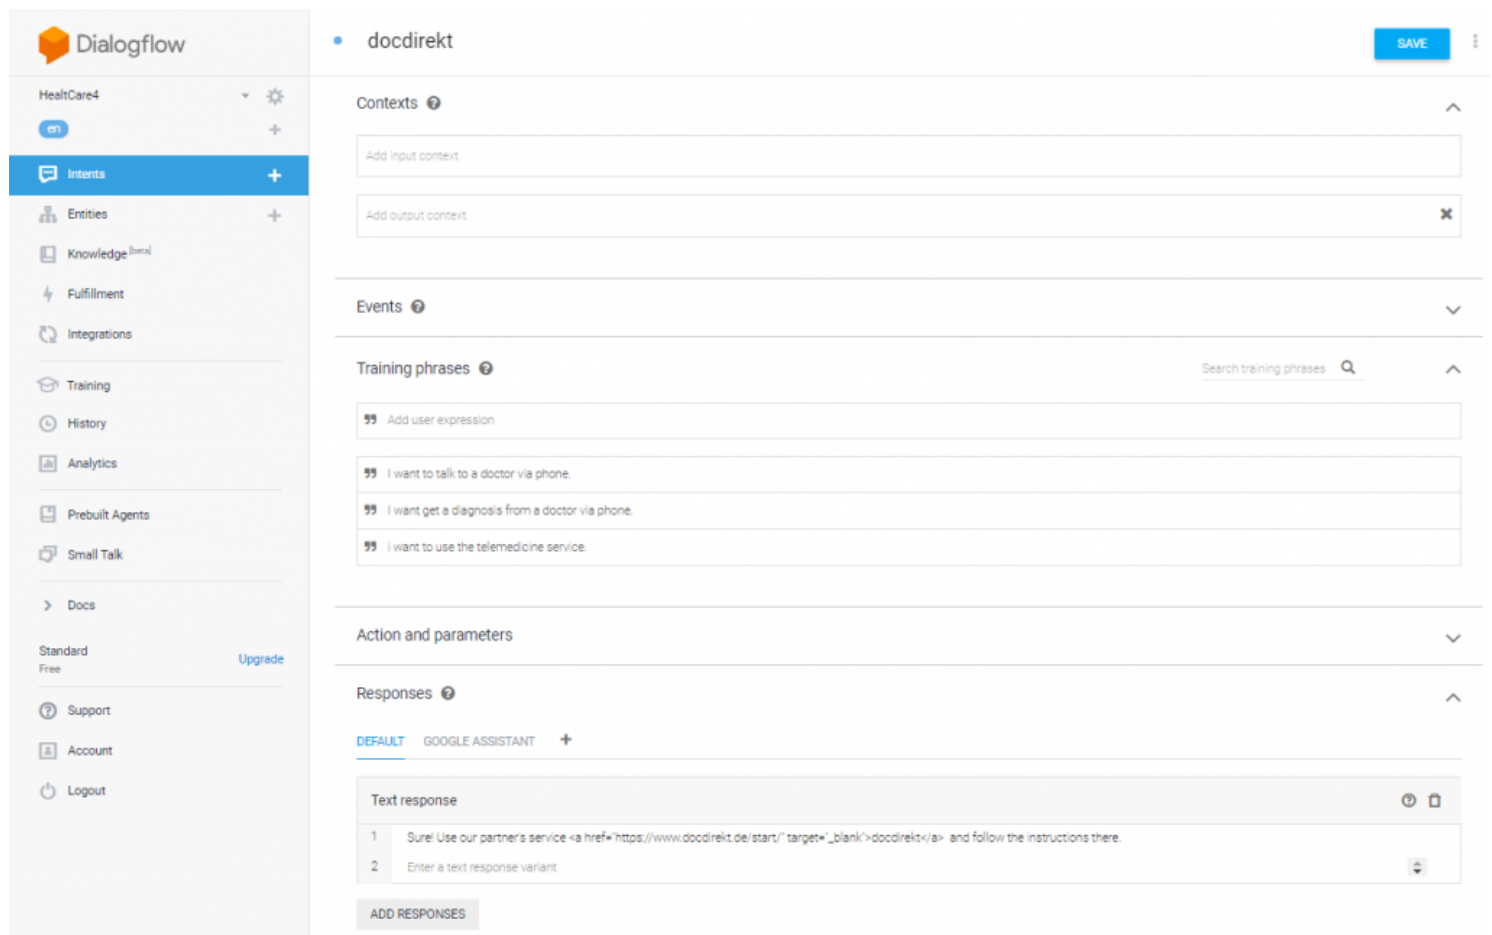 Dialogflow
docdirekt
SAVE
HealtCare4
en
Intents
Entities
Knowledge [beta]
Fulfillment
Integrations
Training
History
Analytics
Prebuilt Agents
Small Talk
Docs
Standard
Free
Upgrade
Support
Account
Logout
Contexts
Add input context
Add output context
Events
Training phrases
Search training phrases
Add user expression
I want to talk to a doctor via phone.
I want get a diagnosis from a doctor via phone.
i want to use the telemedicine service.
Action and parameters
Responses
DEFAULT GOOGLE ASSISTANT
Text response
1 Sure! Use our partner's service <a href="https://www.docdirekt.de/start/" target="_blank">docdirekt</a> and follow the instructions there.
2 Enter a text response variant
ADD RESPONSES